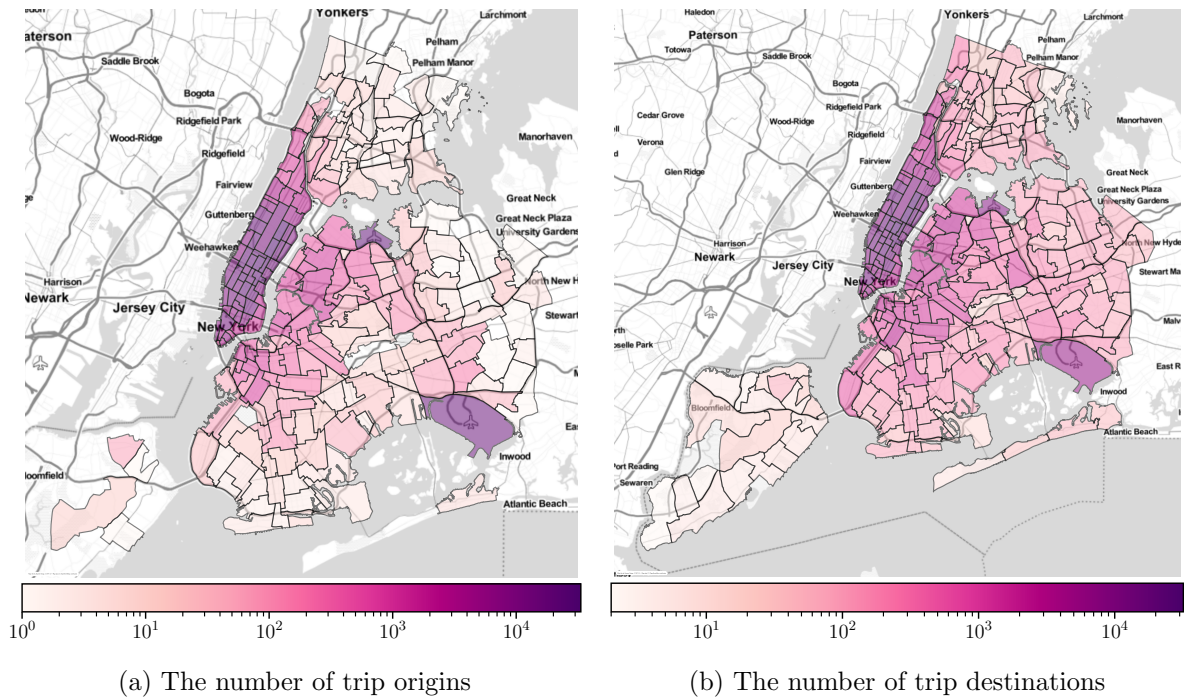 Yonkers
Larchmont
Pelham
Pelham Manor
Saddle Brook
Bogota
Ridgefield Park
Wood-Ridge
Ridgefield
Manorhaven
Fairview
Great Neck
Guttenberg
Great Neck Plaza
University Gardens
Weehawken
Harrison
North New H
Newark
Jersey City
Stewart
New York
Inwood
Bloomfield
Atlantic Beach
10^0
10^1
10^2
10^3
10^4
(a) The number of trip origins
Haledon
Yonkers
Larchmont
Paterson
Totowa
Pelham
Saddle Brook
Pelham Manor
Bogota
Cedar Grove
Ridgefield Park
Wood-Ridge
Manorhaven
Verona
Ridgefield
Fairview
Glen Ridge
Great Neck
Guttenberg
Great Neck Plaza
University Gardens
Weehawken
Harrison
North New Hyde
Newark
Jersey City
Stewart Ma
New York
Malv
oselle Park
East R
Inwood
Bloomfield
Atlantic Beach
Port Reading
Sewaren
10^1
10^2
10^3
10^4
(b) The number of trip destinations